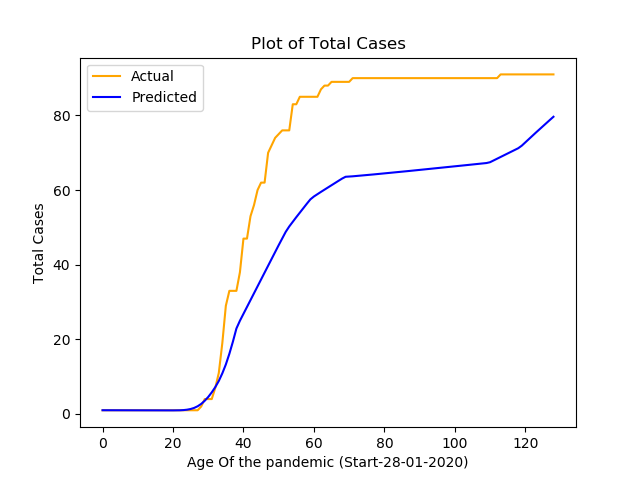 Plot of Total Cases
Actual
Predicted
80
60
40
20
0
Total Cases
0 20 40 60 80 100 120
Age Of the pandemic (Start-28-01-2020)